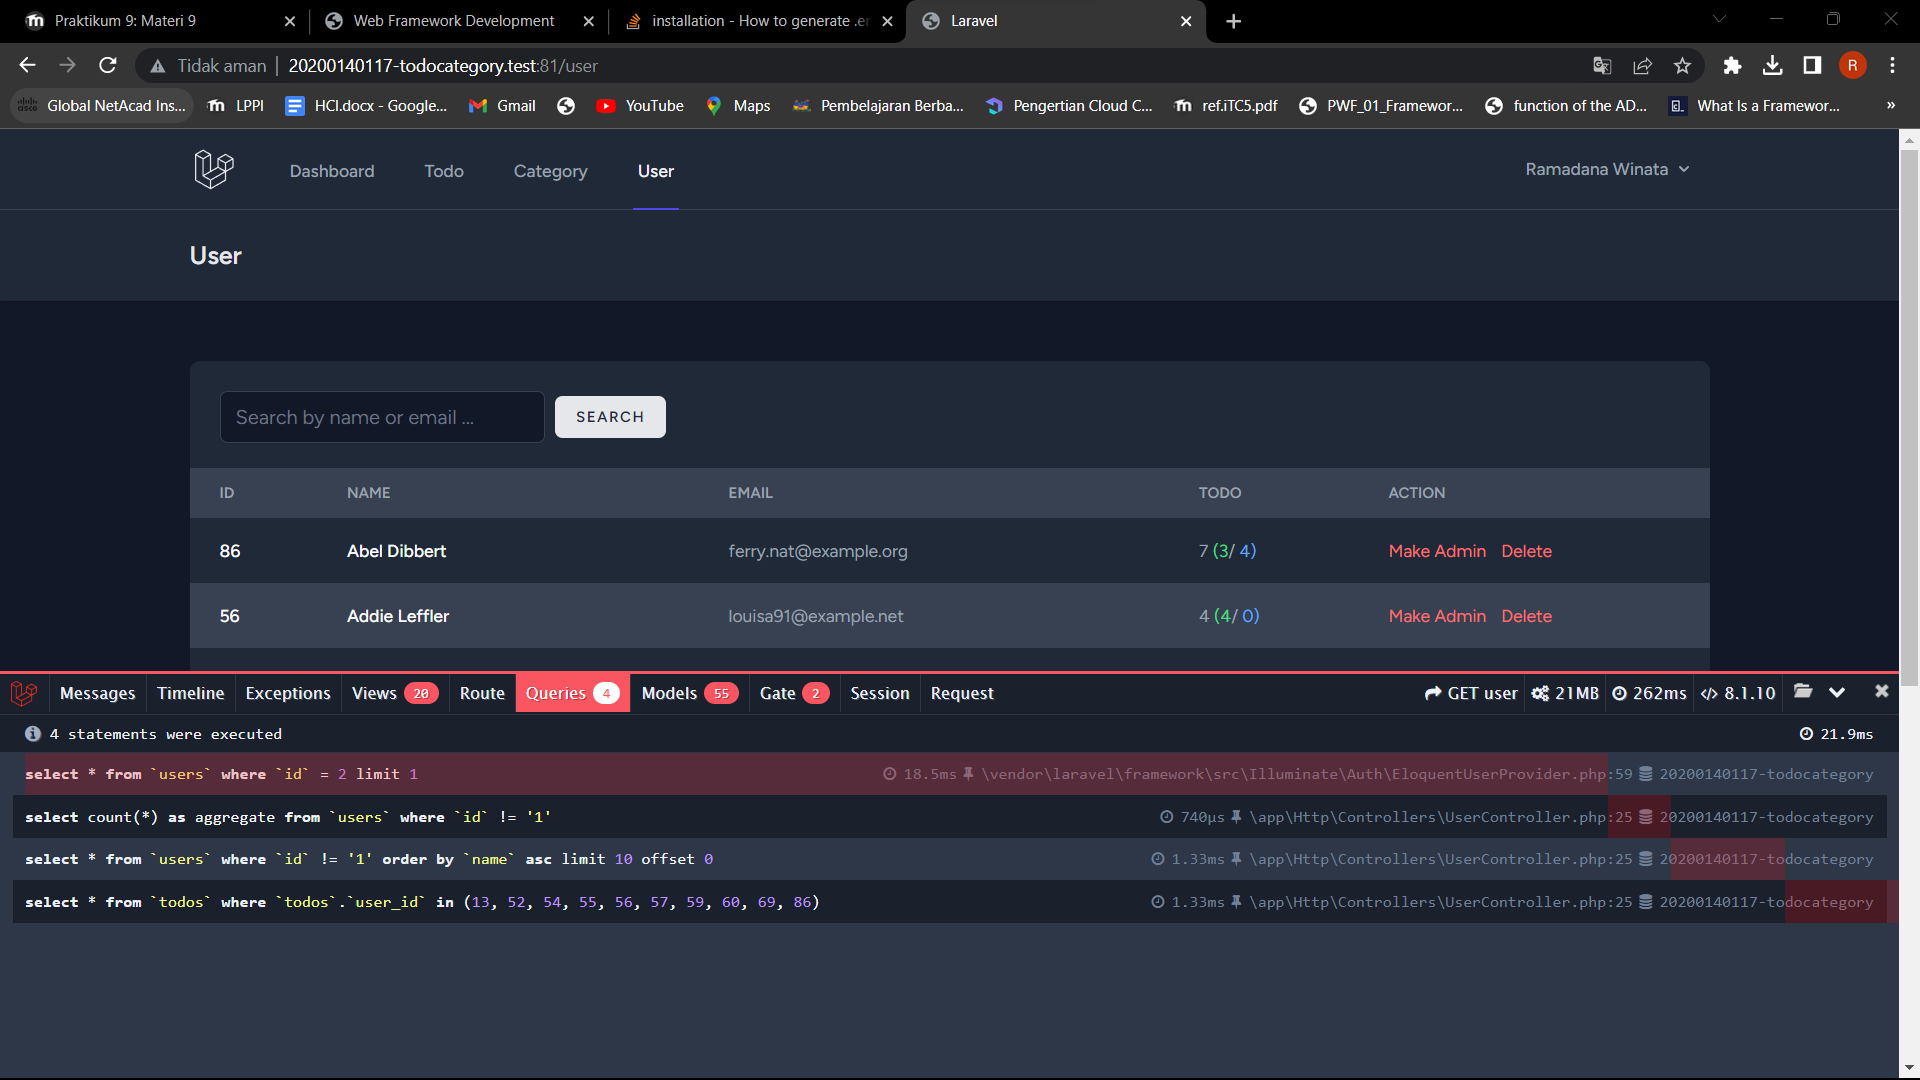 Praktikum 9: Materi 9
Web Framework Development
installation - How to generate .er
Laravel
Tidak aman 20200140117-todocategory.test:81/user
R
Global NetAcad Ins...
LPPI
HCI.docx - Google...
Gmail
YouTube
Maps
Pembelajaran Berba...
Pengertian Cloud C...
ref.iTC5.pdf
PWF_01_Framewor...
function of the AD...
What Is a Framewor...
»
Dashboard Todo Category User Ramadana Winata
User
Search by name or email ... SEARCH
ID NAME EMAIL TODO ACTION
86 Abel Dibbert ferry.nat@example.org 7 (3/ 4) Make Admin Delete
56 Addie Leffler louisa91@example.net 4 (4/ 0) Make Admin Delete
Messages Timeline Exceptions Views 20 Route Queries 4 Models 55 Gate 2 Session Request GET user 21MB 262ms 8.1.10
4 statements were executed 21.9ms
select * from `users` where `id` = 2 limit 1 18.5ms \vendor\laravel\framework\src\Illuminate\Auth\EloquentUserProvider.php:59 20200140117-todocategory
select count(*) as aggregate from `users` where `id` != '1' 740μs \app\Http\Controllers\UserController.php:25 20200140117-todocategory
select * from `users` where `id` != '1' order by `name` asc limit 10 offset 0 1.33ms \app\Http\Controllers\UserController.php:25 20200140117-todocategory
select * from `todos` where `todos`.`user_id` in (13, 52, 54, 55, 56, 57, 59, 60, 69, 86) 1.33ms \app\Http\Controllers\UserController.php:25 20200140117-todocategory